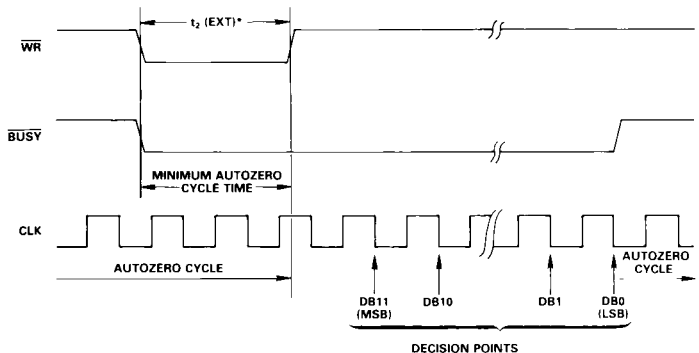 t₂ (EXT)*
WR
BUSY
MINIMUM AUTOZERO
CYCLE TIME
CLK
AUTOZERO CYCLE
AUTOZERO
CYCLE
DB11
(MSB)
DB10
DB1
DB0
(LSB)
DECISION POINTS